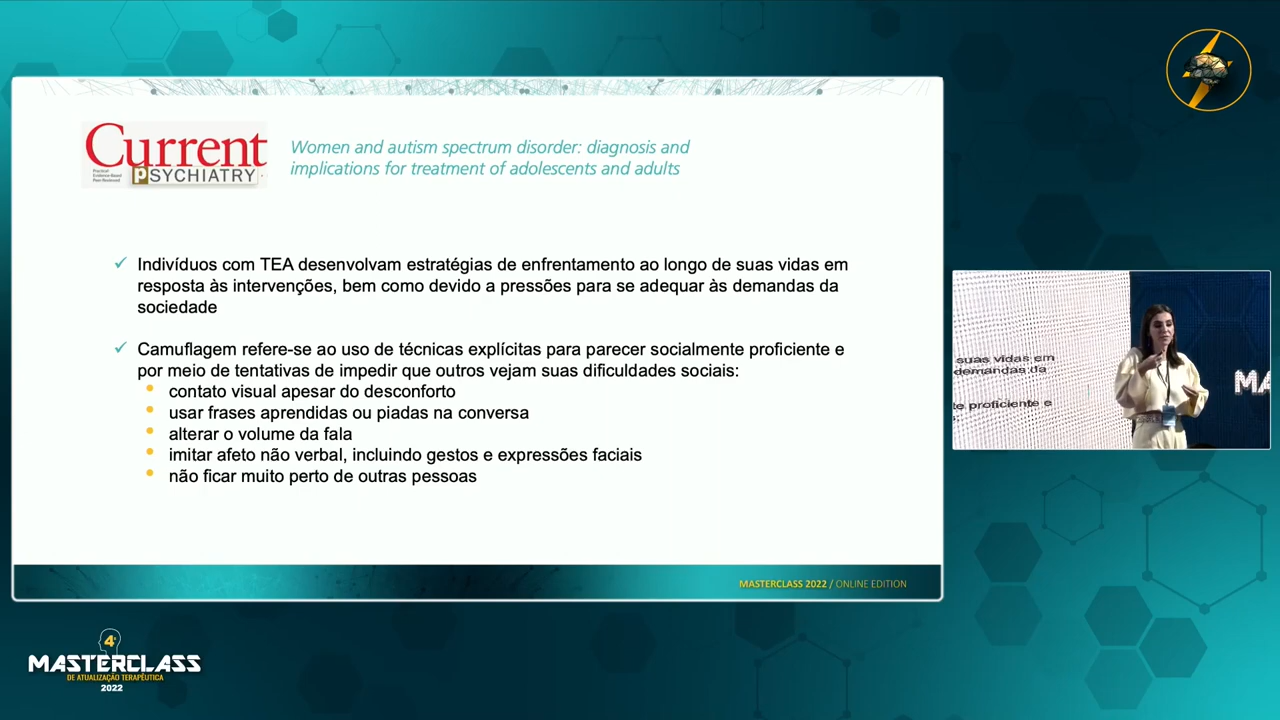 Current
PSYCHIATRY
Women and autism spectrum disorder: diagnosis and
implications for treatment of adolescents and adults
✓ Indivíduos com TEA desenvolvam estratégias de enfrentamento ao longo de suas vidas em
resposta às intervenções, bem como devido a pressões para se adequar às demandas da
sociedade
✓ Camuflagem refere-se ao uso de técnicas explícitas para parecer socialmente proficiente e
por meio de tentativas de impedir que outros vejam suas dificuldades sociais:
• contato visual apesar do desconforto
• usar frases aprendidas ou piadas na conversa
• alterar o volume da fala
• imitar afeto não verbal, incluindo gestos e expressões faciais
• não ficar muito perto de outras pessoas
MASTERCLASS 2022 / ONLINE EDITION
suas vidas em
demandas da
te proficiente e
MA
4ª
MASTERCLASS
DE ATUALIZAÇÃO TERAPÊUTICA
2022